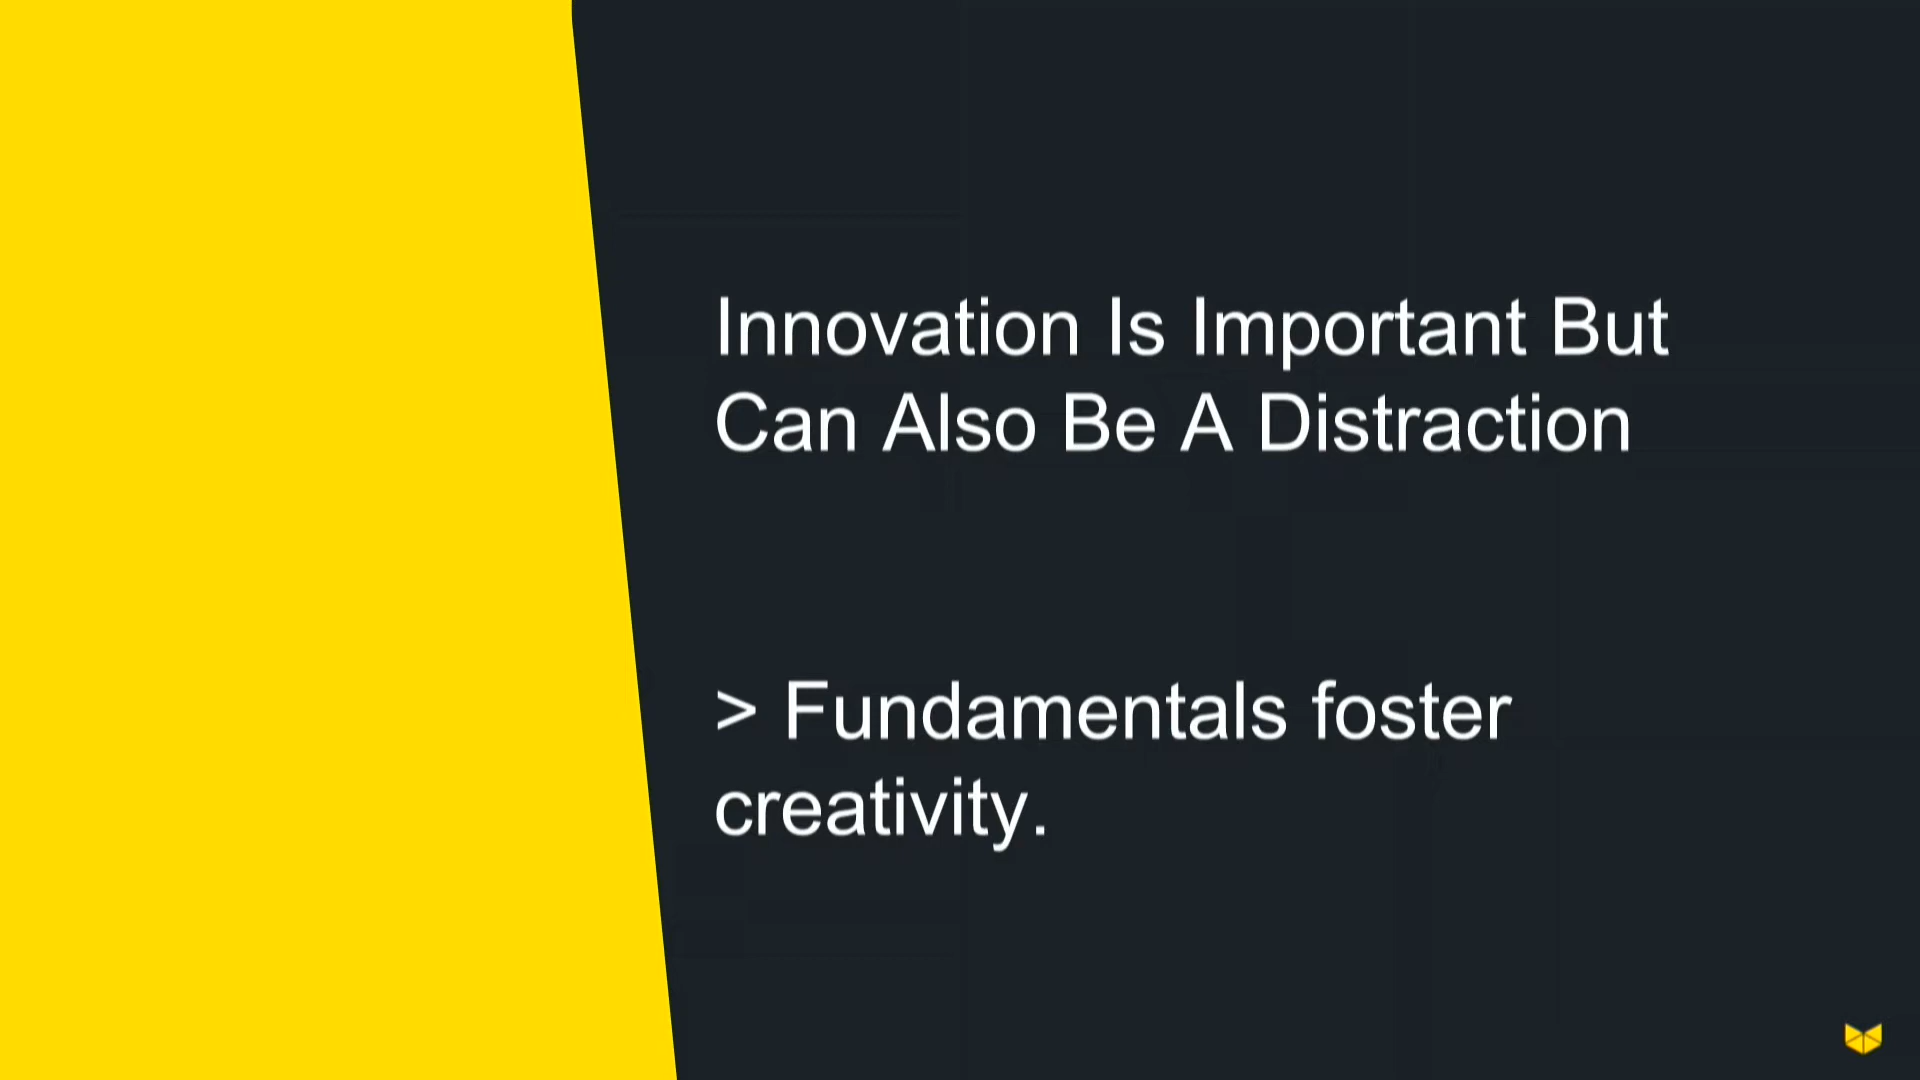 Innovation Is Important But
Can Also Be A Distraction
> Fundamentals foster
creativity.